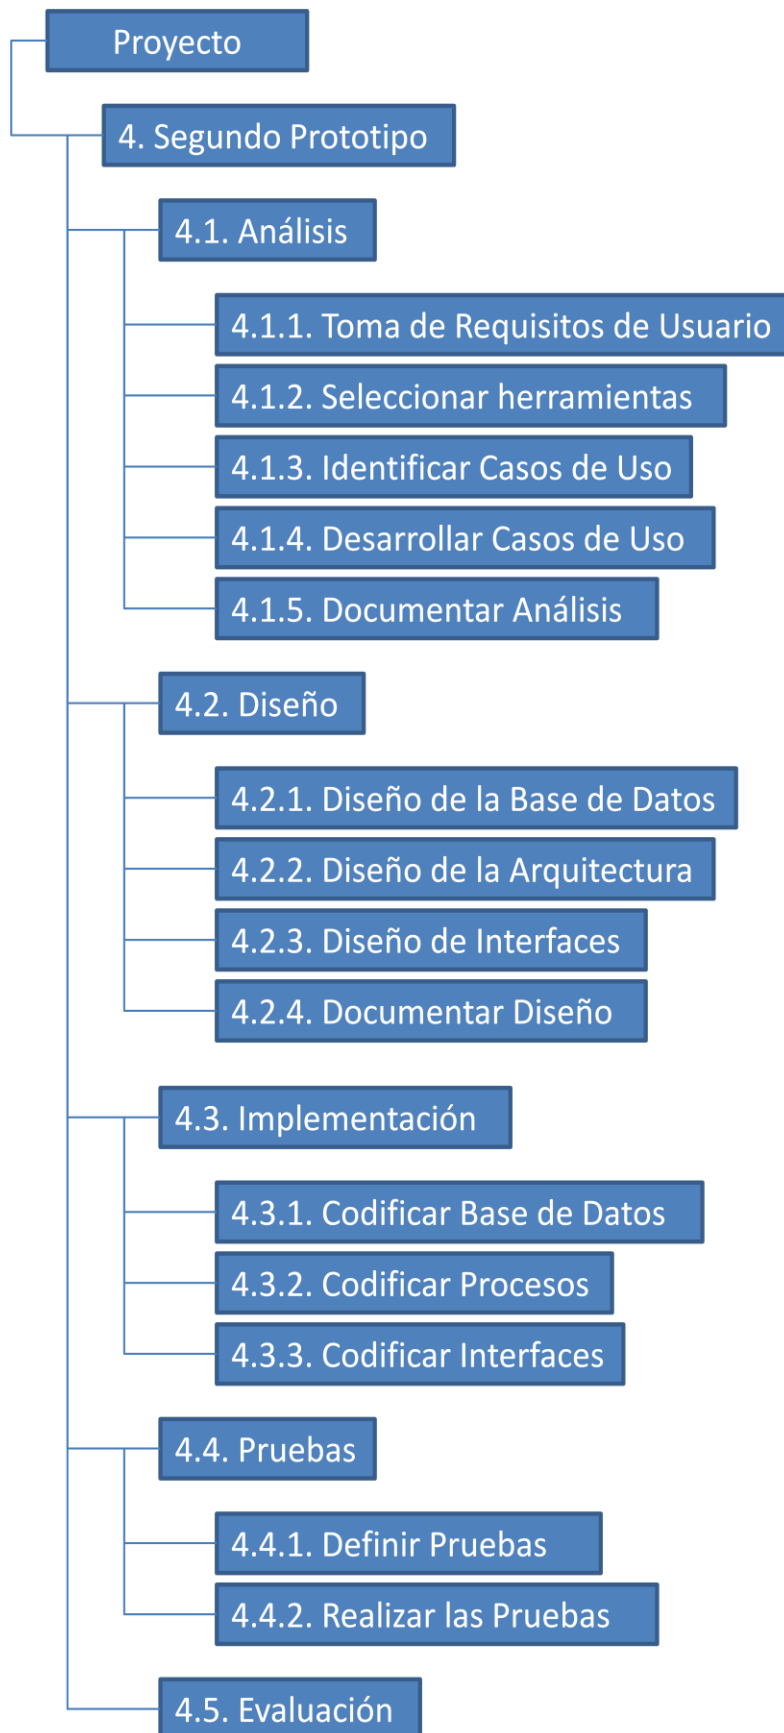 Proyecto
4. Segundo Prototipo
4.1. Análisis
4.1.1. Toma de Requisitos de Usuario
4.1.2. Seleccionar herramientas
4.1.3. Identificar Casos de Uso
4.1.4. Desarrollar Casos de Uso
4.1.5. Documentar Análisis
4.2. Diseño
4.2.1. Diseño de la Base de Datos
4.2.2. Diseño de la Arquitectura
4.2.3. Diseño de Interfaces
4.2.4. Documentar Diseño
4.3. Implementación
4.3.1. Codificar Base de Datos
4.3.2. Codificar Procesos
4.3.3. Codificar Interfaces
4.4. Pruebas
4.4.1. Definir Pruebas
4.4.2. Realizar las Pruebas
4.5. Evaluación